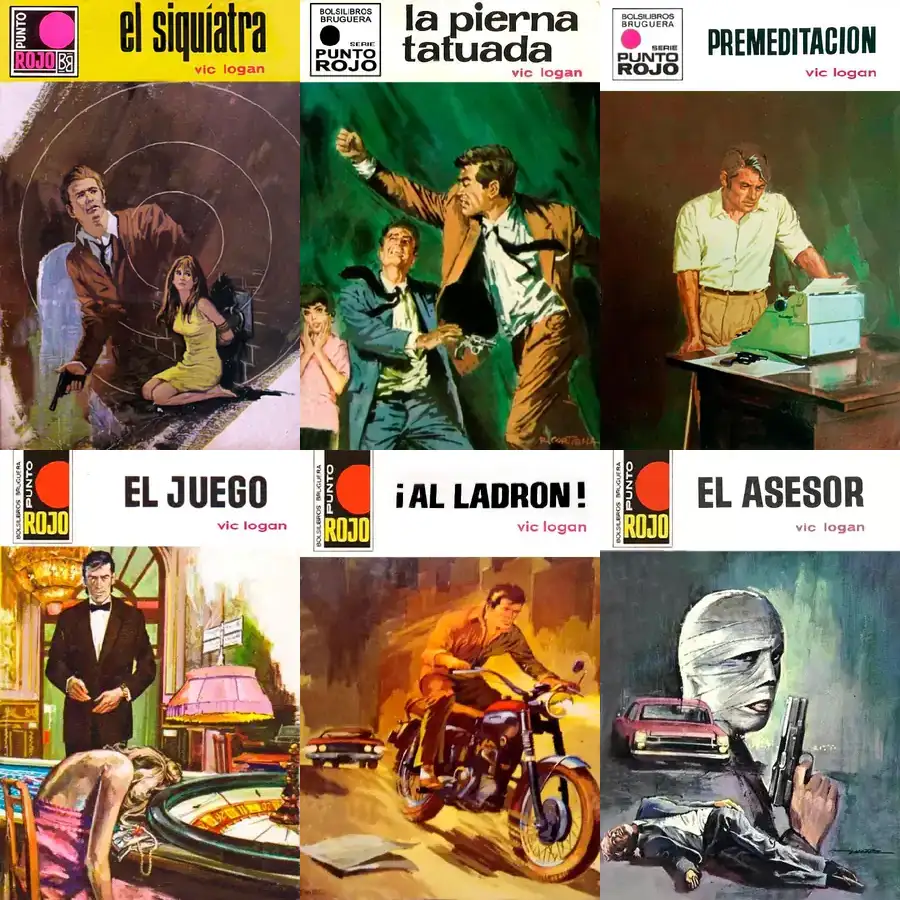 PUNTO
ROJO
BB
el siquíatra
vic logan
BOLSILIBROS
BRUGUERA
SERIE
PUNTO
ROJO
la pierna
tatuada
vic logan
BOLSILIBROS
BRUGUERA
SERIE
PUNTO
ROJO
PREMEDITACION
vic logan
BOLSILIBROS BRUGUERA
PUNTO
ROJO
EL JUEGO
vic logan
BOLSILIBROS BRUGUERA
PUNTO
ROJO
¡AL LADRON!
vic logan
BOLSILIBROS BRUGUERA
PUNTO
ROJO
EL ASESOR
vic logan